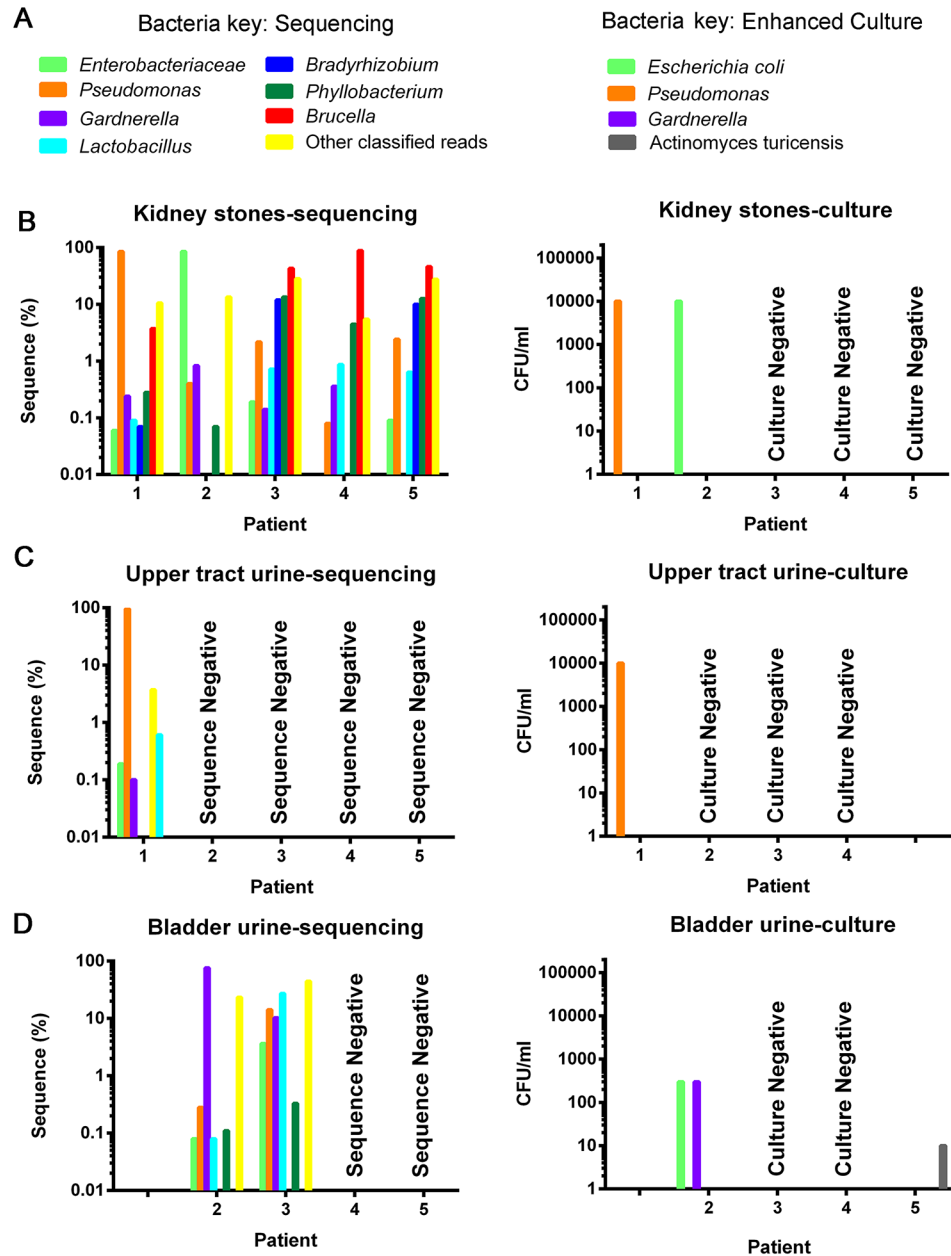 A
Bacteria key: Sequencing
Enterobacteriaceae
Pseudomonas
Gardnerella
Lactobacillus
Bradyrhizobium
Phyllobacterium
Brucella
Other classified reads
Bacteria key: Enhanced Culture
Escherichia coli
Pseudomonas
Gardnerella
Actinomyces turicensis
B
Kidney stones-sequencing
Sequence (%)
100
10
1
0.1
0.01
1 2 3 4 5
Patient
Kidney stones-culture
CFU/ml
100000
10000
1000
100
10
1
Culture Negative
Culture Negative
Culture Negative
1 2 3 4 5
Patient
C
Upper tract urine-sequencing
Sequence (%)
100
10
1
0.1
0.01
Sequence Negative
Sequence Negative
Sequence Negative
Sequence Negative
1 2 3 4 5
Patient
Upper tract urine-culture
CFU/ml
100000
10000
1000
100
10
1
Culture Negative
Culture Negative
Culture Negative
1 2 3 4
Patient
D
Bladder urine-sequencing
Sequence (%)
100
10
1
0.1
0.01
Sequence Negative
Sequence Negative
2 3 4 5
Patient
Bladder urine-culture
CFU/ml
100000
10000
1000
100
10
1
Culture Negative
Culture Negative
2 3 4 5
Patient